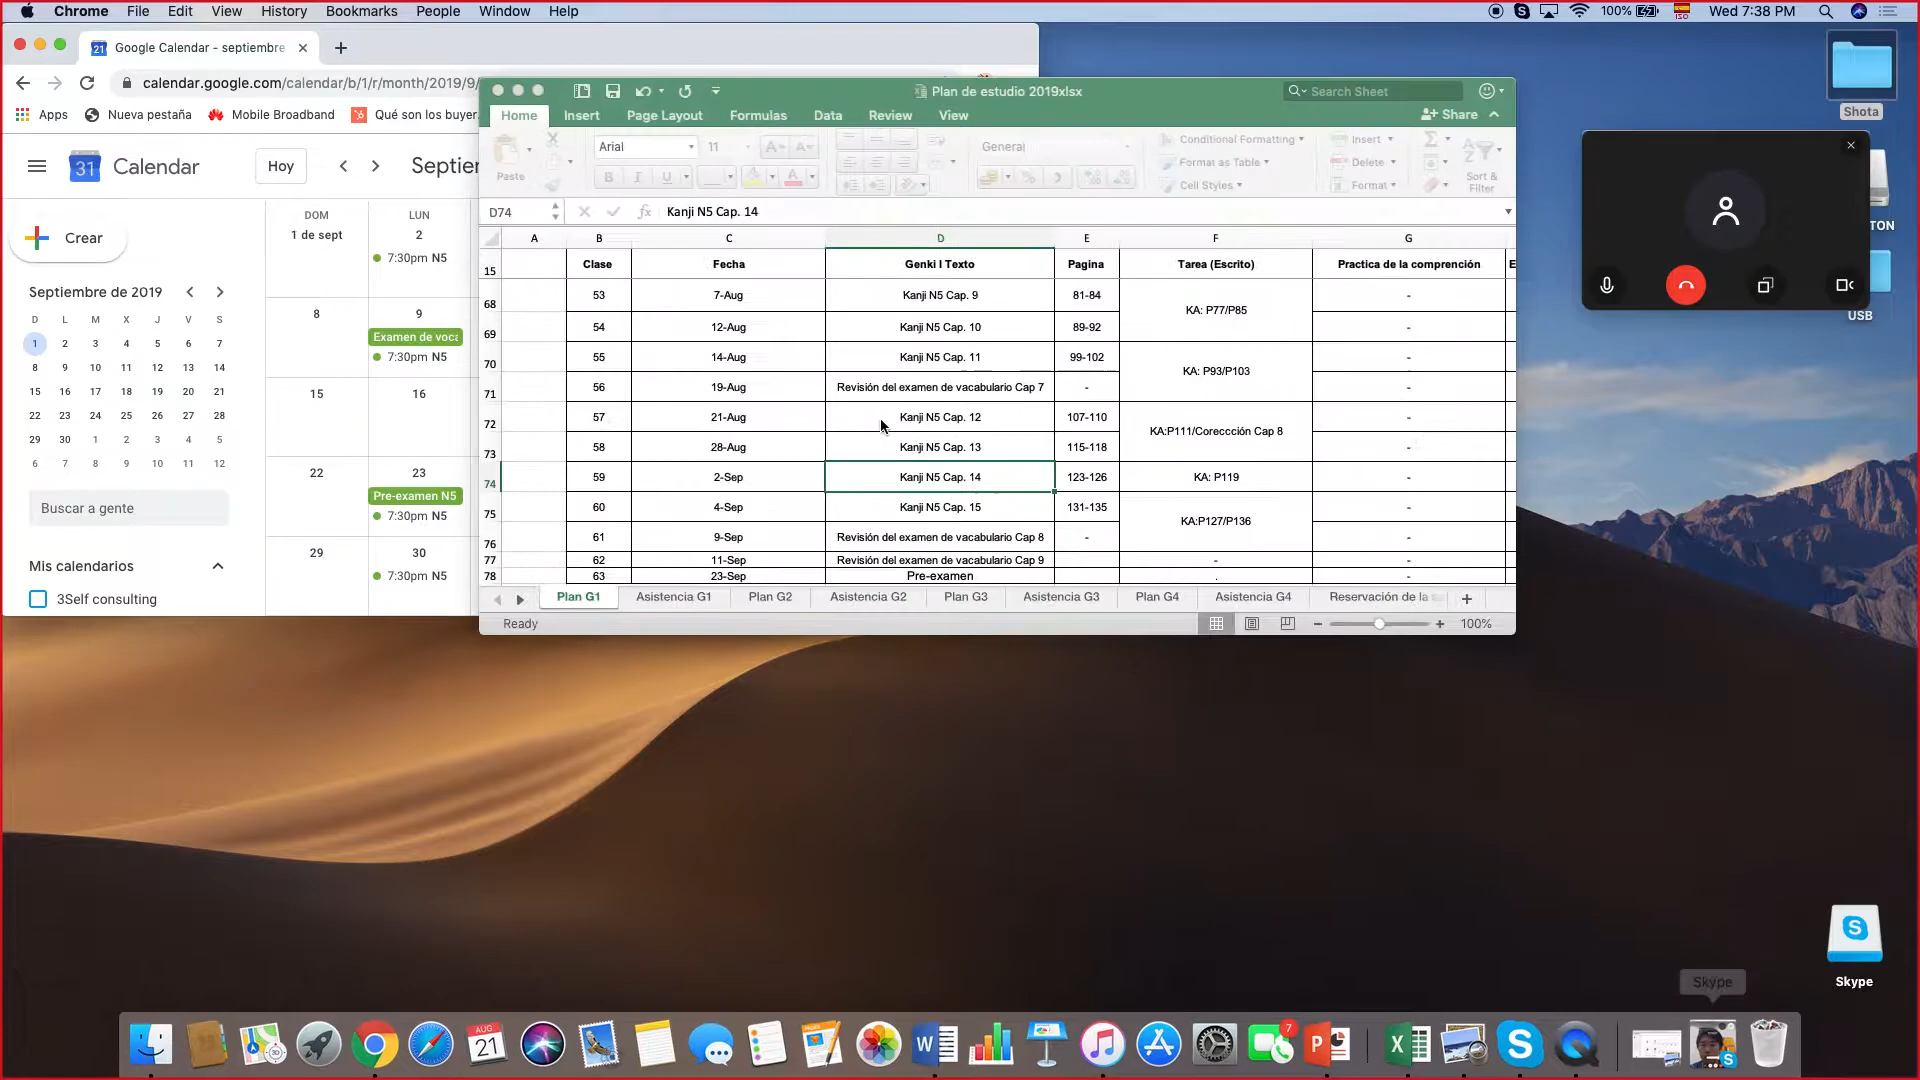 Chrome File Edit View History Bookmarks People Window Help
100% ISO Wed 7:38 PM
Google Calendar - septiembre
calendar.google.com/calendar/b/1/r/month/2019/9/
Apps Nueva pestaña Mobile Broadband Qué son los buyer
31 Calendar Hoy Septie
Crear
Septiembre de 2019
D L M X J V S
1 2 3 4 5 6 7
8 9 10 11 12 13 14
15 16 17 18 19 20 21
22 23 24 25 26 27 28
29 30 1 2 3 4 5
6 7 8 9 10 11 12
Buscar a gente
Mis calendarios
3Self consulting
DOM LUN
1 de sept 2
7:30pm N5
8 9
Examen de voca
7:30pm N5
15 16
22 23
Pre-examen N5
7:30pm N5
29 30
7:30pm N5
Plan de estudio 2019xlsx
Search Sheet
Home Insert Page Layout Formulas Data Review View Share
Paste
Arial 11
B I U
General
Conditional Formatting
Format as Table
Cell Styles
Insert
Delete
Format
Sort & Filter
D74 fx Kanji N5 Cap. 14
A B C D E F G
15 Clase Fecha Genki I Texto Pagina Tarea (Escrito) Practica de la comprención E
68 53 7-Aug Kanji N5 Cap. 9 81-84 KA: P77/P85 -
69 54 12-Aug Kanji N5 Cap. 10 89-92 -
70 55 14-Aug Kanji N5 Cap. 11 99-102 KA: P93/P103 -
71 56 19-Aug Revisión del examen de vacabulario Cap 7 - -
72 57 21-Aug Kanji N5 Cap. 12 107-110 KA:P111/Coreccción Cap 8 -
73 58 28-Aug Kanji N5 Cap. 13 115-118 -
74 59 2-Sep Kanji N5 Cap. 14 123-126 KA: P119 -
75 60 4-Sep Kanji N5 Cap. 15 131-135 KA:P127/P136 -
76 61 9-Sep Revisión del examen de vacabulario Cap 8 - -
77 62 11-Sep Revisión del examen de vacabulario Cap 9 - -
78 63 23-Sep Pre-examen . -
Plan G1 Asistencia G1 Plan G2 Asistencia G2 Plan G3 Asistencia G3 Plan G4 Asistencia G4 Reservación de la
Ready 100%
Shota
TON
USB
Skype
Skype
AUG
21
7